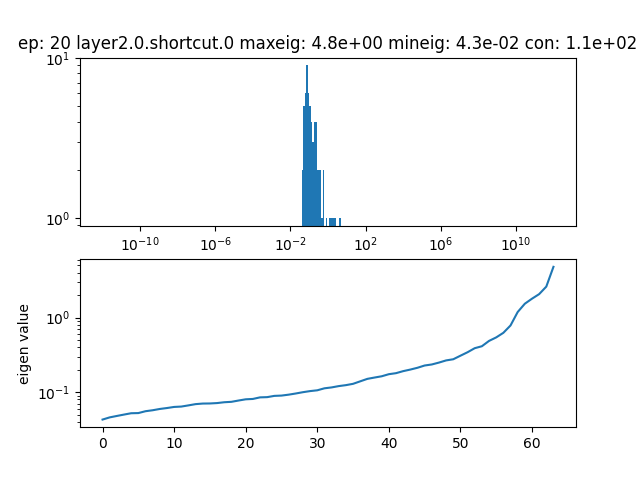 ep: 20 layer2.0.shortcut.0 maxeig: 4.8e+00 mineig: 4.3e-02 con: 1.1e+02
10¹
10⁰
10⁻¹⁰ 10⁻⁶ 10⁻² 10² 10⁶ 10¹⁰
eigen value
10⁰
10⁻¹
0 10 20 30 40 50 60